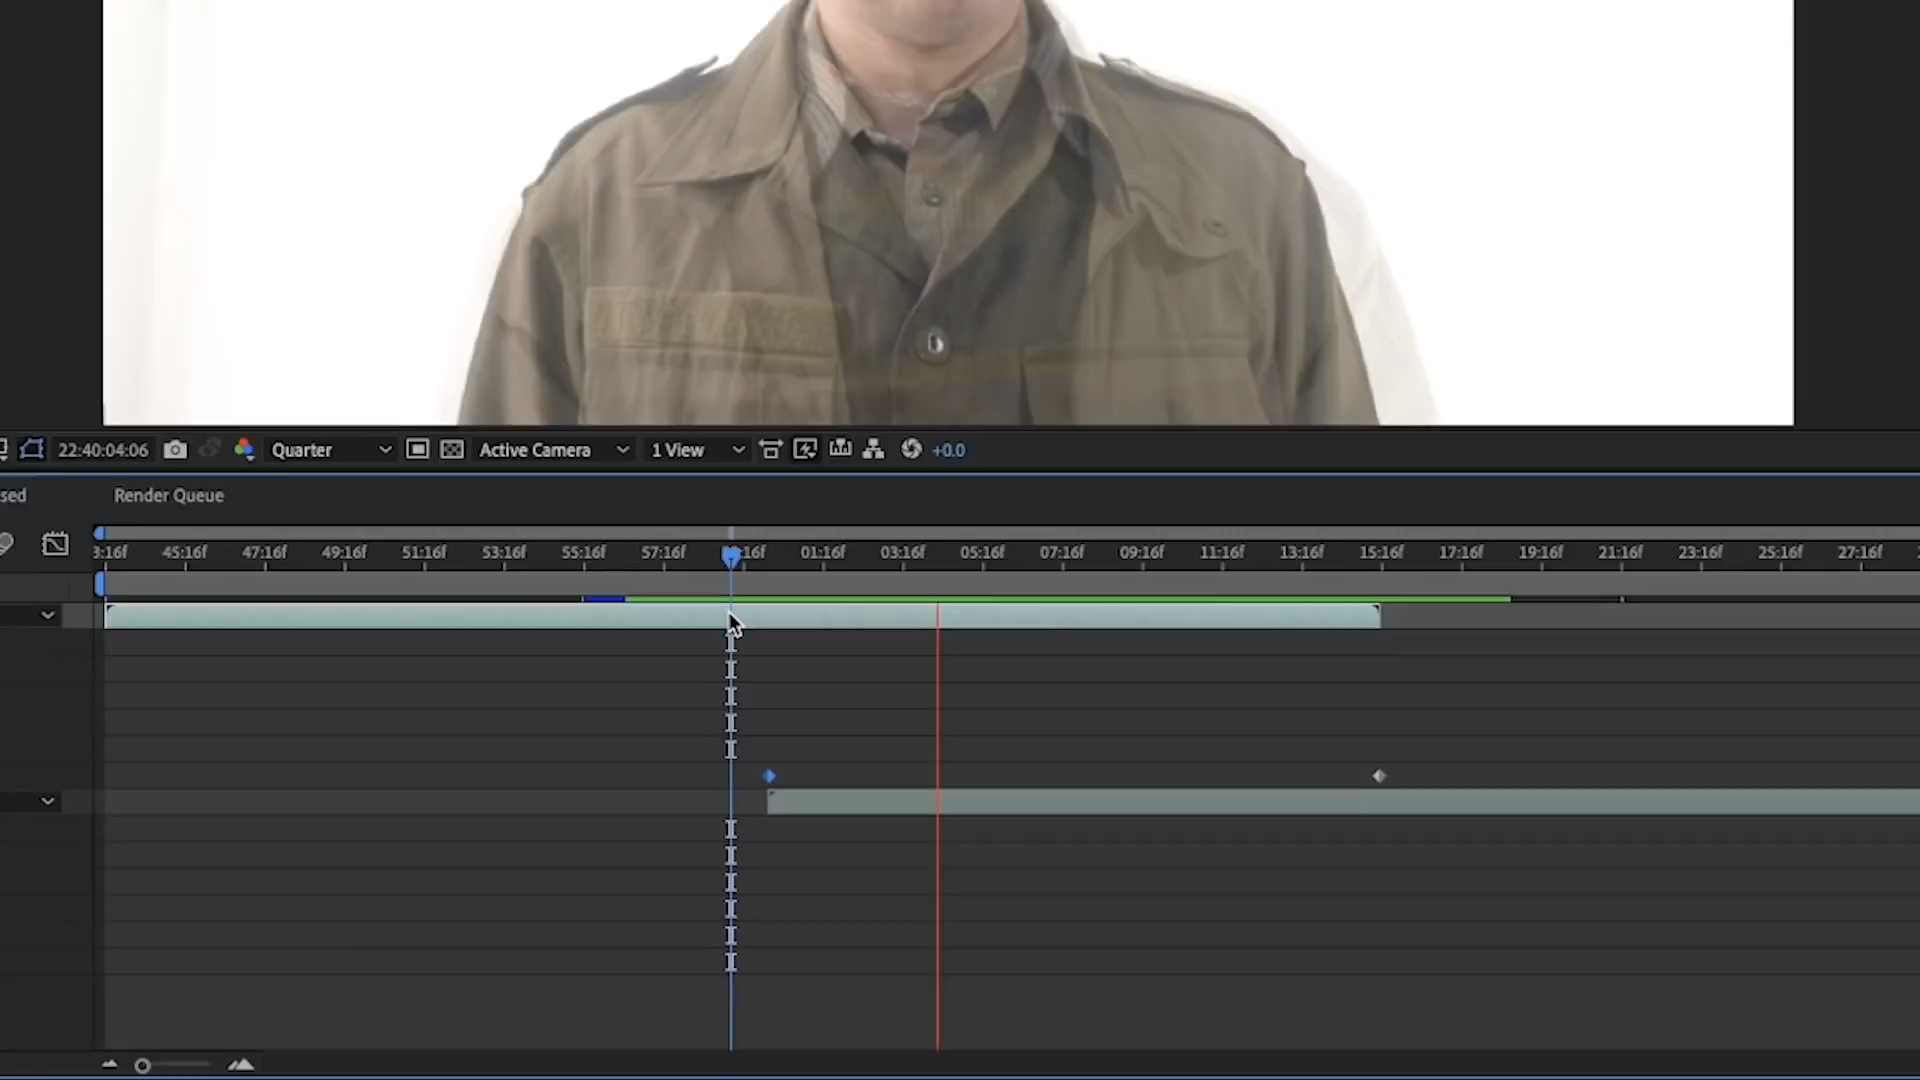 22:40:04:06 Quarter Active Camera 1 View +0.0
sed Render Queue
3:16f 45:16f 47:16f 49:16f 51:16f 53:16f 55:16f 57:16f 16f 01:16f 03:16f 05:16f 07:16f 09:16f 11:16f 13:16f 15:16f 17:16f 19:16f 21:16f 23:16f 25:16f 27:16f